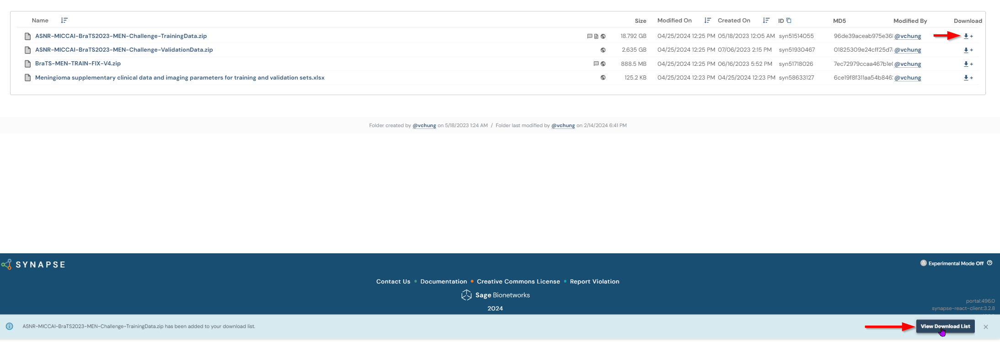 Name Size Modified On Created On ID MD5 Modified By Download
ASNR-MICCAI-BraTS2023-MEN-Challenge-TrainingData.zip 18.792 GB 04/25/2024 12:25 PM 05/18/2023 12:05 AM syn51514055 96de39aceab975e36 @vchung +
ASNR-MICCAI-BraTS2023-MEN-Challenge-ValidationData.zip 2.635 GB 04/25/2024 12:25 PM 07/06/2023 2:15 PM syn51930467 01825309e24cff25d7 @vchung +
BraTS-MEN-TRAIN-FIX-V4.zip 888.5 MB 04/25/2024 12:25 PM 06/16/2023 5:52 PM syn51718026 7ec72979ccaa467b1e @vchung +
Meningioma supplementary clinical data and imaging parameters for training and validation sets.xlsx 125.2 KB 04/25/2024 12:23 PM 04/25/2024 12:23 PM syn58633127 6ce19f8f311aa54b846 @vchung +
Folder created by @vchung on 5/18/2023 1:24 AM / Folder last modified by @vchung on 2/14/2024 6:41 PM
SYNAPSE
Experimental Mode Off
Contact Us • Documentation • Creative Commons License • Report Violation
Sage Bionetworks
2024
portal:496.0
synapse-react-client:3.2.8
ASNR-MICCAI-BraTS2023-MEN-Challenge-TrainingData.zip has been added to your download list.
View Download List